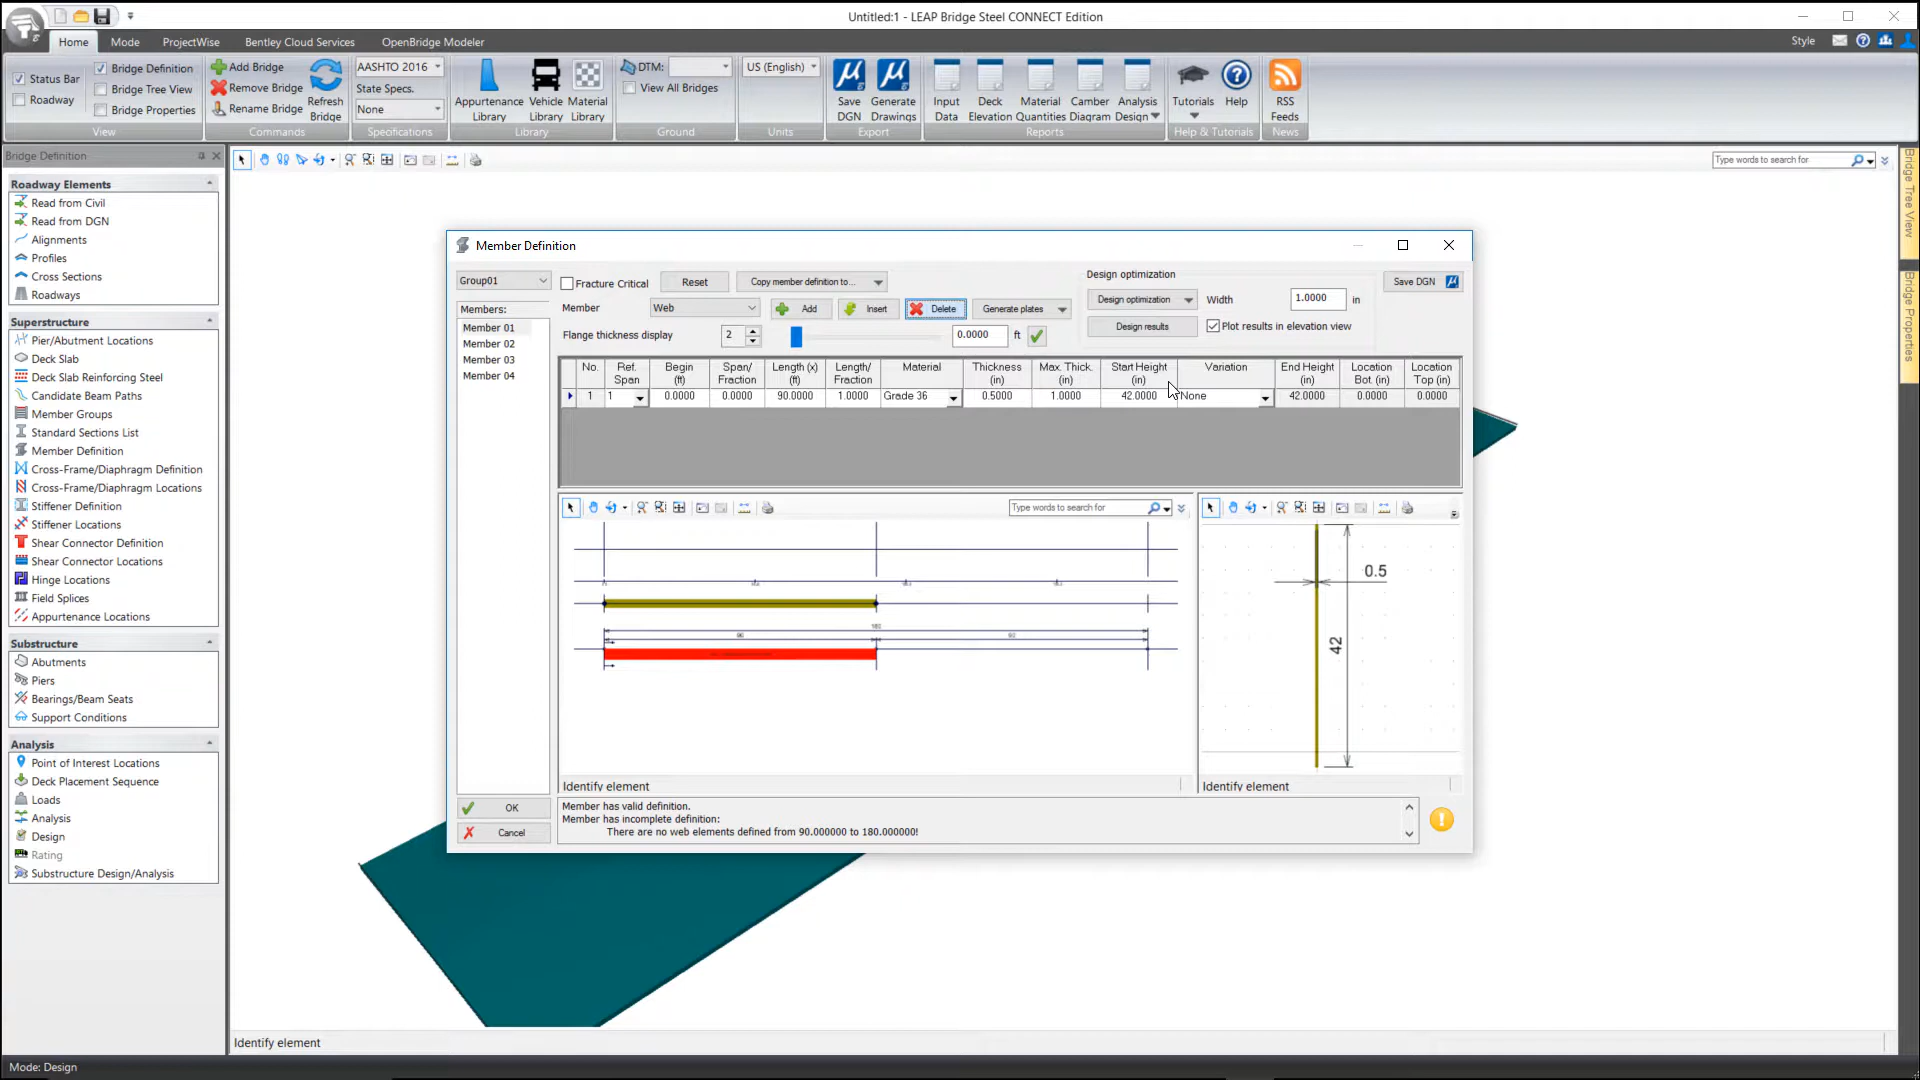 Untitled:1 - LEAP Bridge Steel CONNECT Edition
Home Mode ProjectWise Bentley Cloud Services OpenBridge Modeler Style
Status Bar
Roadway
Bridge Definition
Bridge Tree View
Bridge Properties
View
Add Bridge
Remove Bridge
Rename Bridge
Refresh Bridge
Commands
AASHTO 2016
State Specs.
None
Specifications
Appurtenance Library
Vehicle Library
Material Library
Library
DTM:
View All Bridges
Ground
US (English)
Units
Save DGN
Generate Drawings
Export
Input Data
Deck Elevation
Material Quantities
Camber Diagram
Analysis Design
Reports
Tutorials
Help
Help & Tutorials
RSS Feeds
News
Bridge Definition
Roadway Elements
Read from Civil
Read from DGN
Alignments
Profiles
Cross Sections
Roadways
Superstructure
Pier/Abutment Locations
Deck Slab
Deck Slab Reinforcing Steel
Candidate Beam Paths
Member Groups
Standard Sections List
Member Definition
Cross-Frame/Diaphragm Definition
Cross-Frame/Diaphragm Locations
Stiffener Definition
Stiffener Locations
Shear Connector Definition
Shear Connector Locations
Hinge Locations
Field Splices
Appurtenance Locations
Substructure
Abutments
Piers
Bearings/Beam Seats
Support Conditions
Analysis
Point of Interest Locations
Deck Placement Sequence
Loads
Analysis
Design
Rating
Substructure Design/Analysis
Type words to search for
Bridge Tree View
Bridge Properties
Member Definition
Group01
Fracture Critical
Reset
Copy member definition to...
Design optimization
Save DGN
Members:
Member 01
Member 02
Member 03
Member 04
Member
Web
Add
Insert
Delete
Generate plates
Design optimization
Width
1.0000
in
Flange thickness display
2
0.0000
ft
Design results
Plot results in elevation view
No. Ref. Span Begin (ft) Span/ Fraction Length (x) (ft) Length/ Fraction Material Thickness (in) Max. Thick. (in) Start Height (in) Variation End Height (in) Location Bot. (in) Location Top (in)
1 1 0.0000 0.0000 90.0000 1.0000 Grade 36 0.5000 1.0000 42.0000 None 42.0000 0.0000 0.0000
Type words to search for
180
90
90
0.5
42
Identify element
Identify element
OK
Cancel
Member has valid definition.
Member has incomplete definition:
There are no web elements defined from 90.000000 to 180.000000!
Identify element
Mode: Design